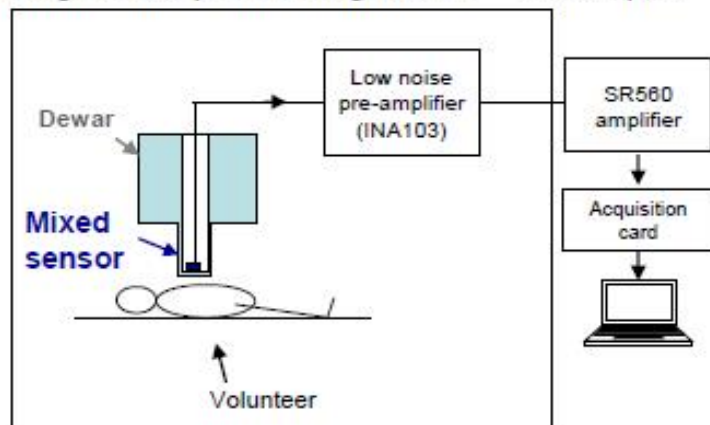 Low noise
pre-amplifier
(INA103)
SR560
amplifier
Dewar
Acquisition
card
Mixed
sensor
Volunteer